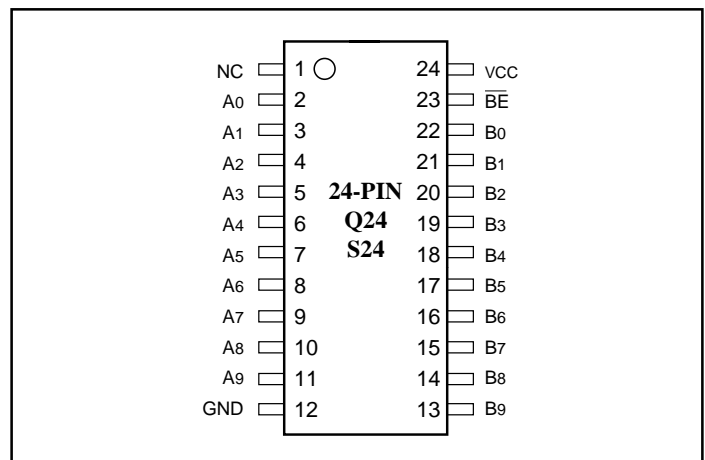 NC 1 24 VCC
A0 2 23 BE
A1 3 22 B0
A2 4 21 B1
A3 5 24-PIN 20 B2
A4 6 Q24 19 B3
A5 7 S24 18 B4
A6 8 17 B5
A7 9 16 B6
A8 10 15 B7
A9 11 14 B8
GND 12 13 B9